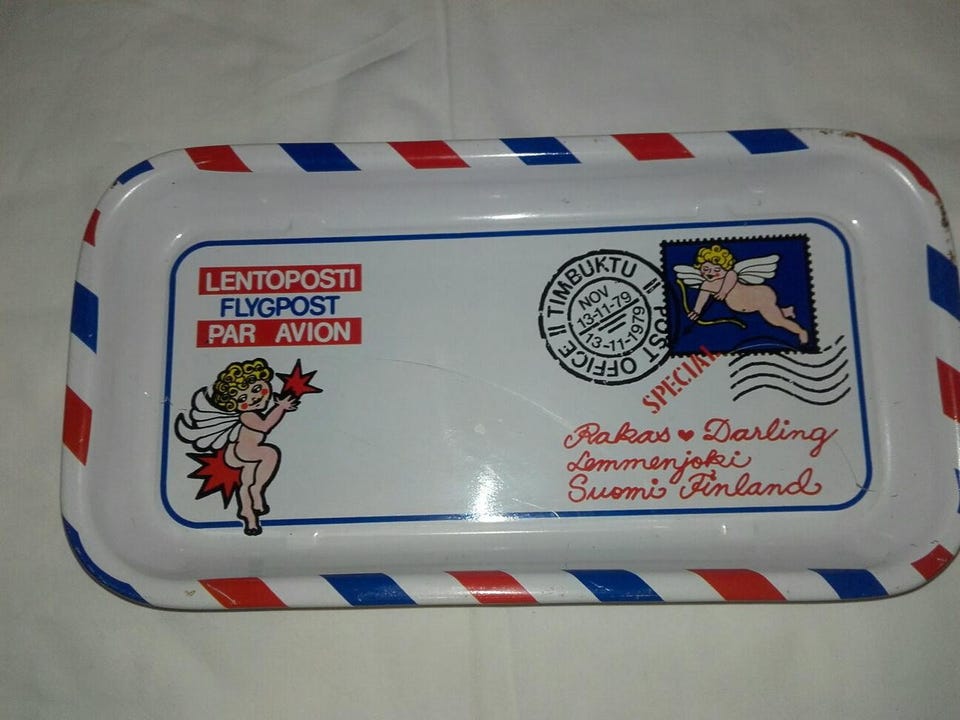 LENTOPOSTI
FLYGPOST
PAR AVION
TIMBUKTU
POST OFFICE
NOV
13-11-79
13-11-1979
SPECIAL
Rakas ♥ Darling
Lemmenjoki
Suomi Finland